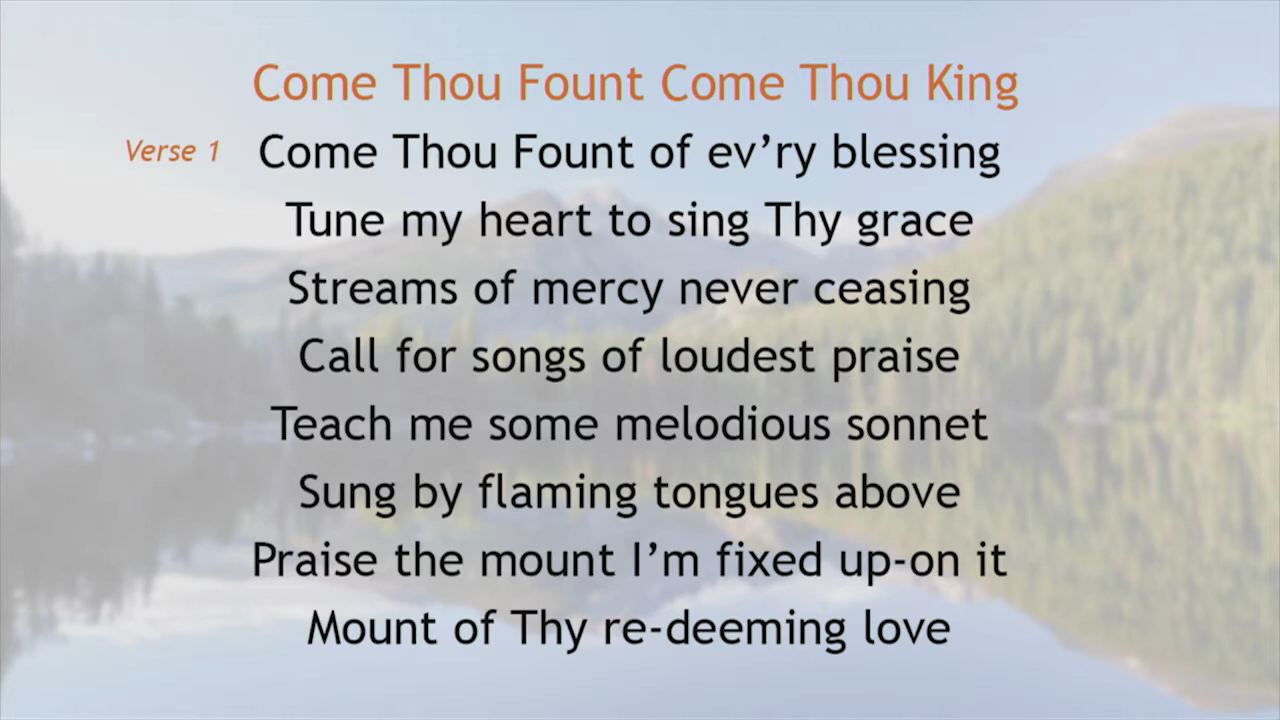 Come Thou Fount Come Thou King
Verse 1 Come Thou Fount of ev’ry blessing
Tune my heart to sing Thy grace
Streams of mercy never ceasing
Call for songs of loudest praise
Teach me some melodious sonnet
Sung by flaming tongues above
Praise the mount I’m fixed up-on it
Mount of Thy re-deeming love